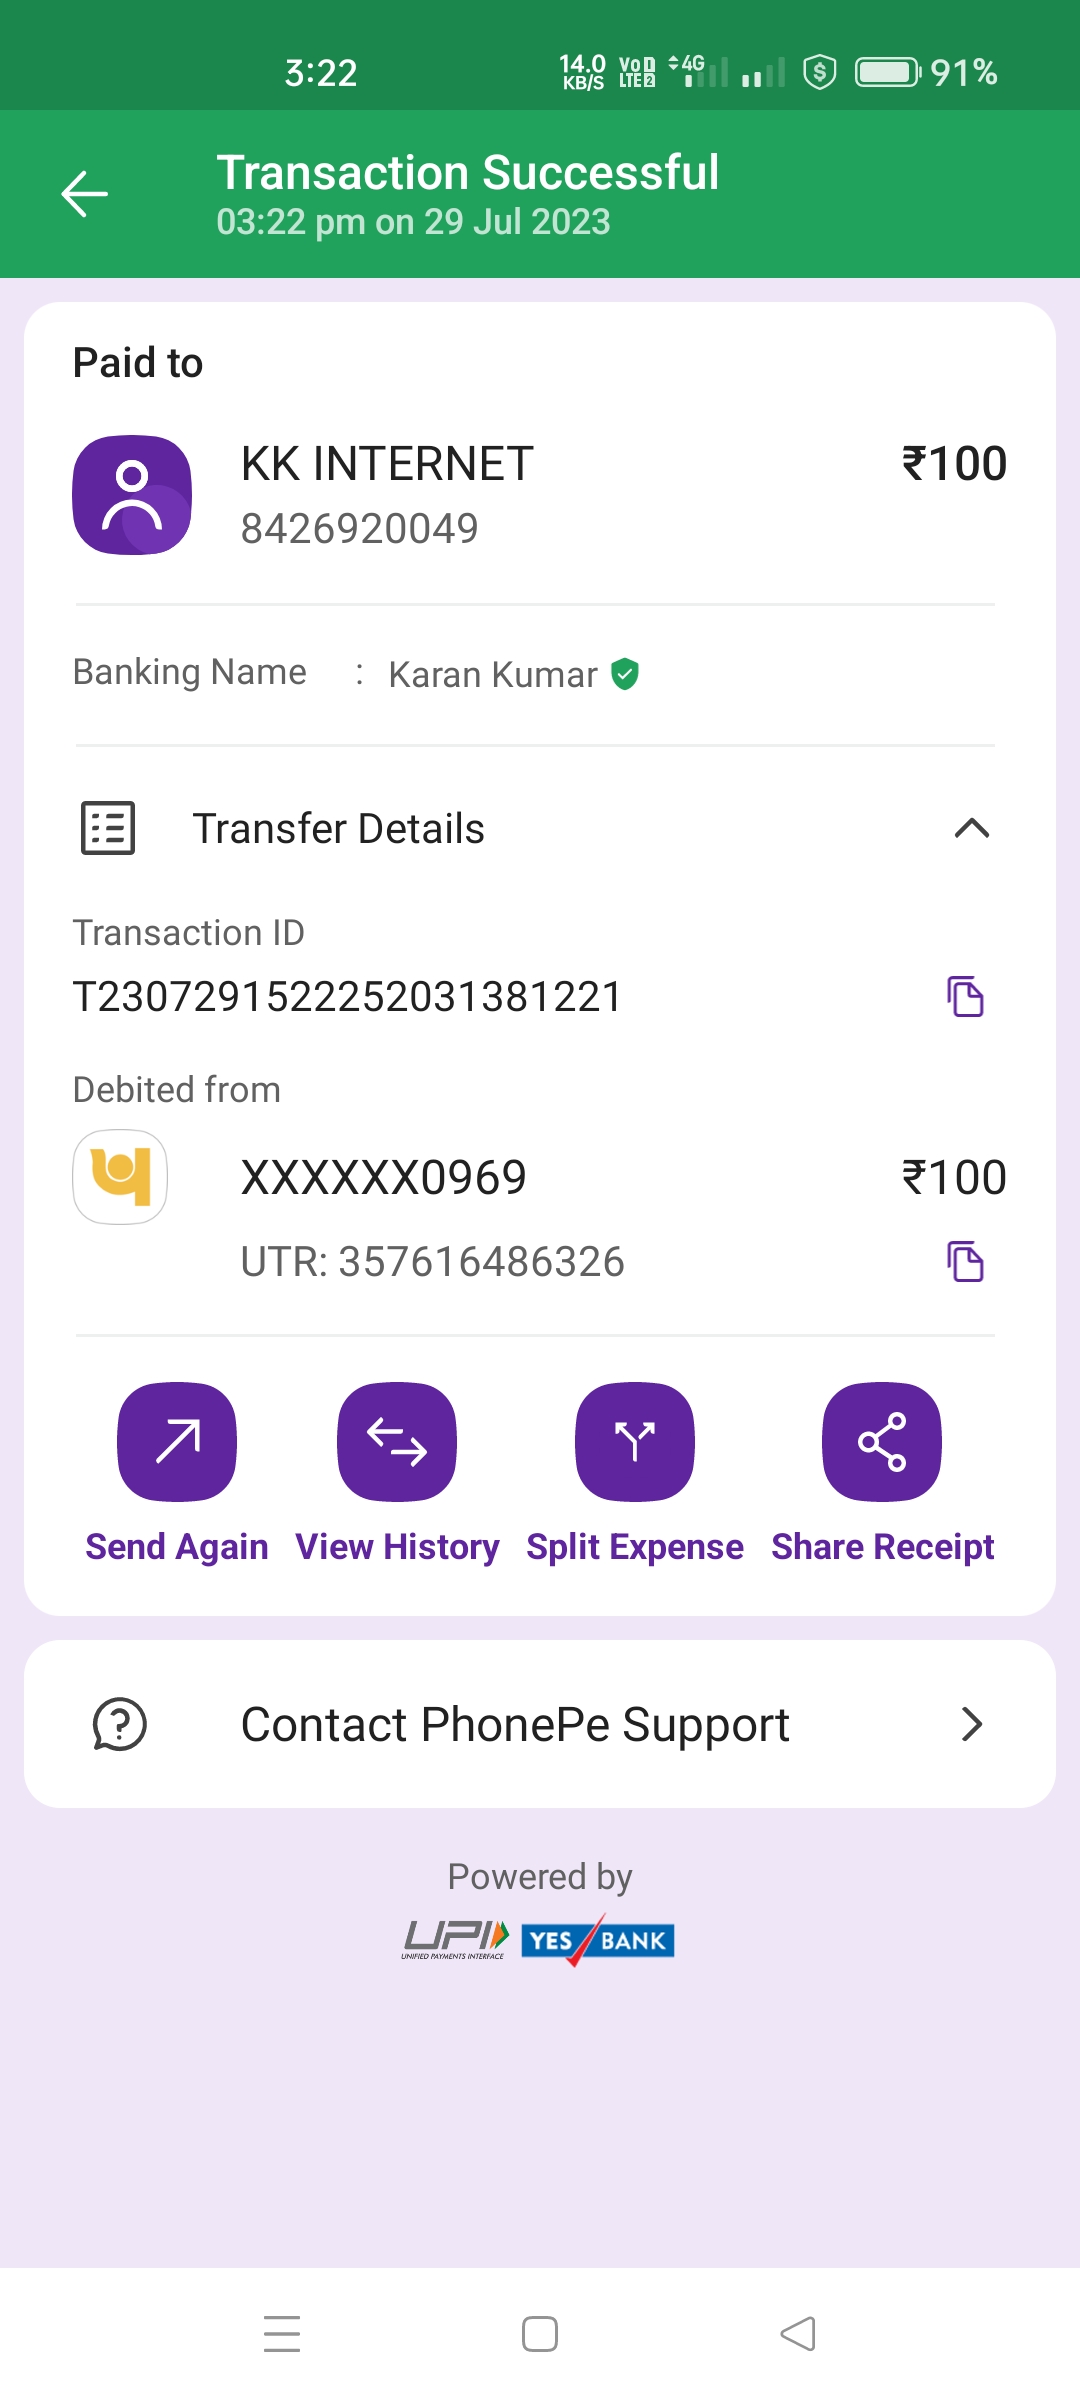 3:22
14.0 KB/S Vo LTE 1 2 4G $ 91%
Transaction Successful
03:22 pm on 29 Jul 2023
Paid to
KK INTERNET ₹100
8426920049
Banking Name : Karan Kumar
Transfer Details
Transaction ID
T2307291522252031381221
Debited from
XXXXXX0969 ₹100
UTR: 357616486326
Send Again View History Split Expense Share Receipt
? Contact PhonePe Support
Powered by
UPI YES BANK
UNIFIED PAYMENTS INTERFACE